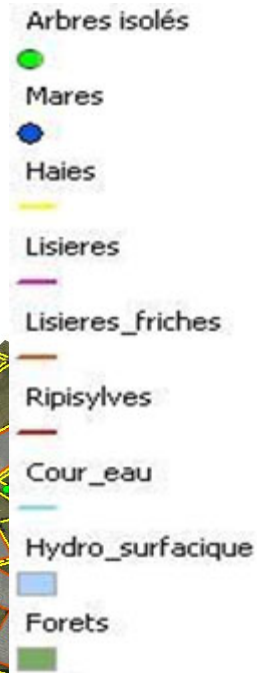 Arbres isolés
Mares
Haies
Lisieres
Lisieres_friches
Ripisylves
Cour_eau
Hydro_surfacique
Forets